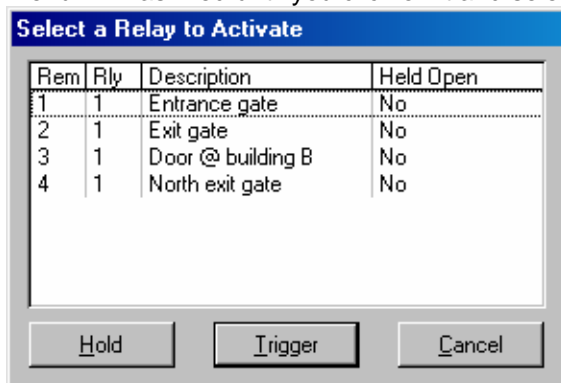 Select a Relay to Activate
Rem Rly Description Held Open
1 1 Entrance gate No
2 1 Exit gate No
3 1 Door @ building B No
4 1 North exit gate No
Hold Trigger Cancel